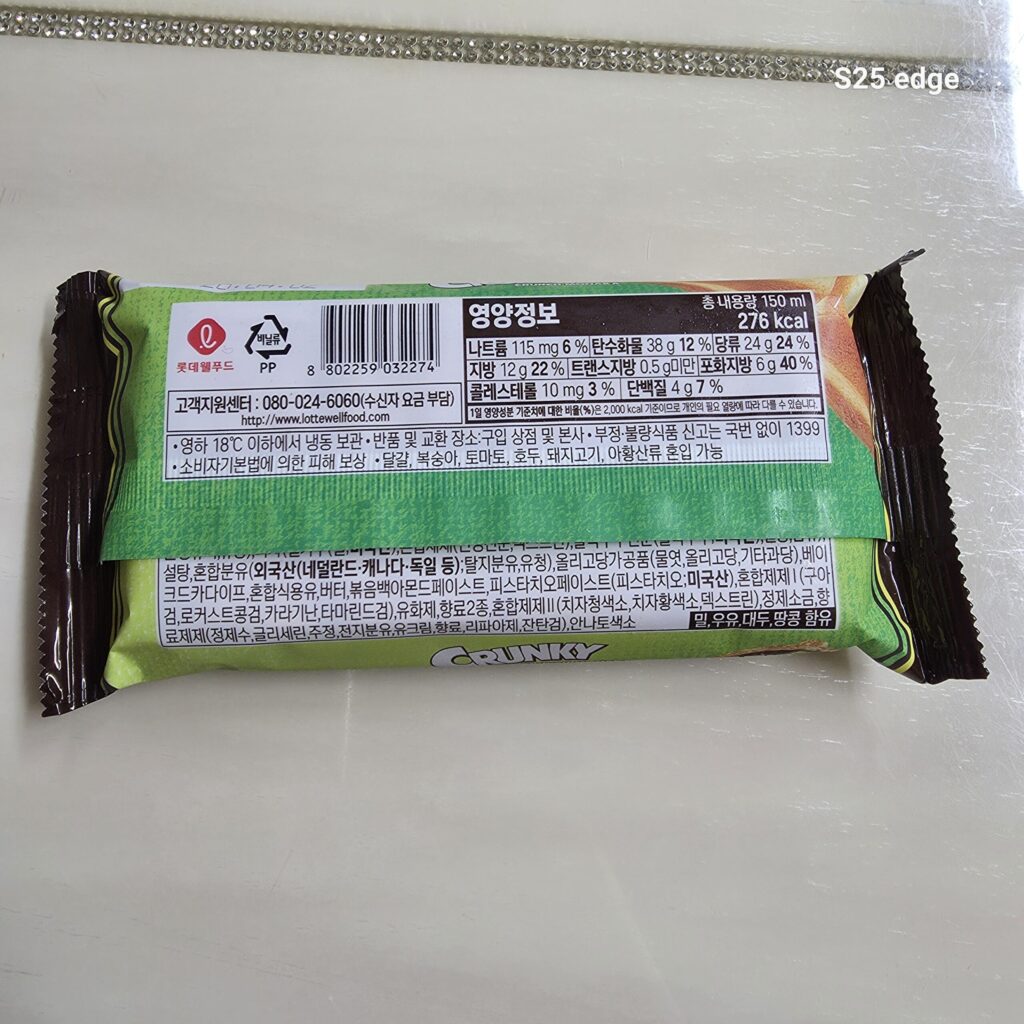 S25 edge
롯데웰푸드
비닐류
PP
8 802259 032274
고객지원센터 : 080-024-6060(수신자 요금 부담)
http://www.lottewellfood.com
영양정보
총 내용량 150 ml
276 kcal
나트륨 115 mg 6 % 탄수화물 38 g 12 % 당류 24 g 24 %
지방 12 g 22 % 트랜스지방 0.5 g미만 포화지방 6 g 40 %
콜레스테롤 10 mg 3 % 단백질 4 g 7 %
1일 영양성분 기준치에 대한 비율(%)은 2,000 kcal 기준이므로 개인의 필요 열량에 따라 다를 수 있습니다.
•영하 18℃ 이하에서 냉동 보관 •반품 및 교환 장소:구입 상점 및 본사 •부정·불량식품 신고는 국번 없이 1399
•소비자기본법에 의한 피해 보상 •달걀, 복숭아, 토마토, 호두, 돼지고기, 아황산류 혼입 가능
설탕, 혼합분유(외국산(네덜란드·캐나다·독일 등):탈지분유,유청), 올리고당가공품(물엿,올리고당,기타과당),베이
크드카다이프,혼합식용유,버터,볶음백아몬드페이스트,피스타치오페이스트(피스타치오:미국산),혼합제제Ⅰ(구아
검,로커스트콩검,카라기난,타마린드검),유화제,향료2종,혼합제제Ⅱ(치자청색소,치자황색소,덱스트린),정제소금,향
료제제(정제수,글리세린,주정,전지분유,유크림,향료,리파아제,잔탄검),안나토색소
밀,우유,대두,땅콩 함유
CRUNKY